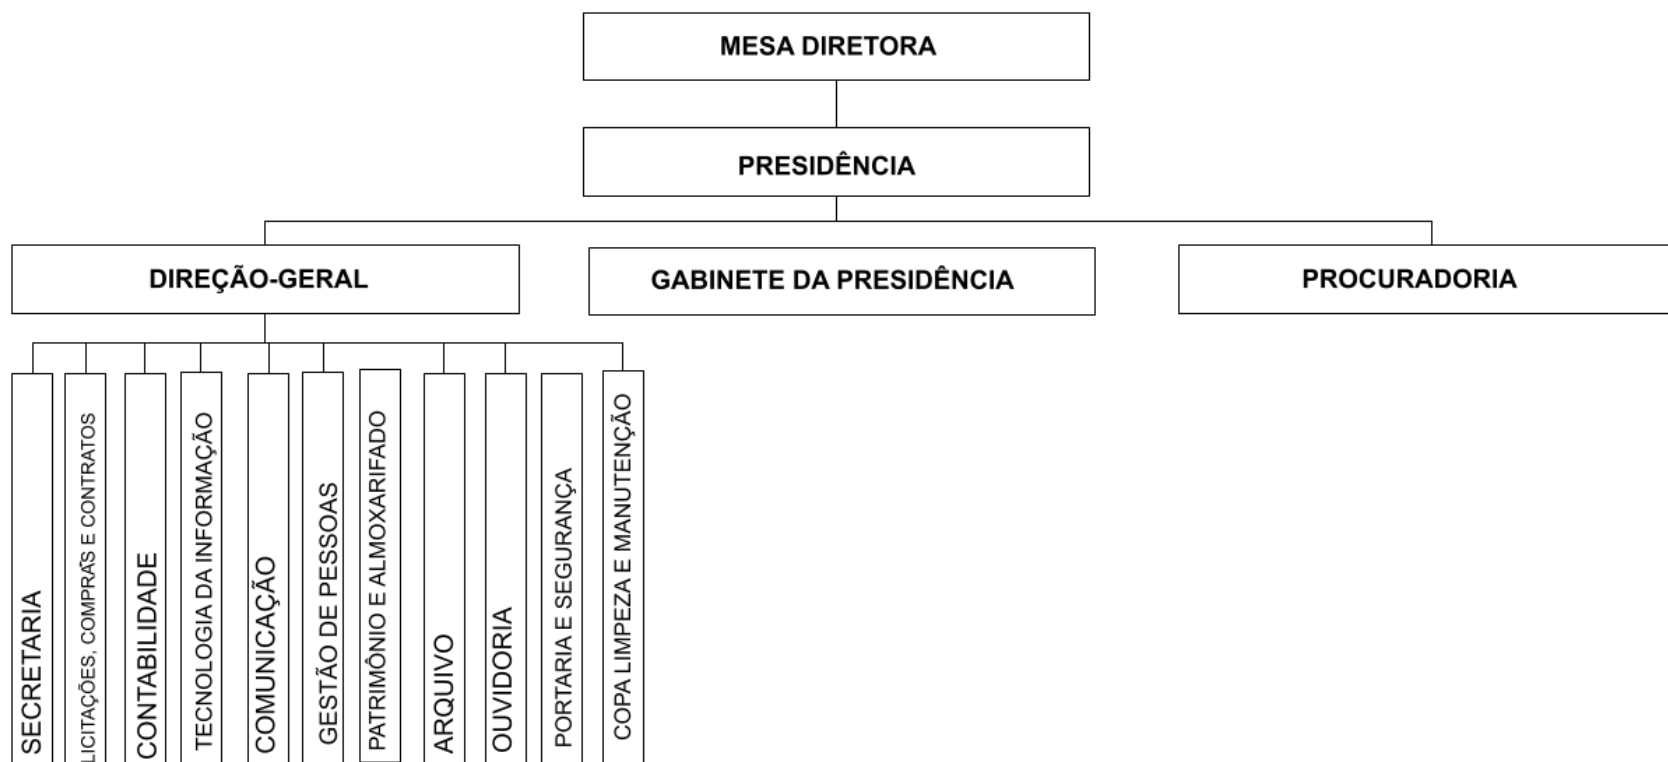 MESA DIRETORA
PRESIDÊNCIA
DIREÇÃO-GERAL
GABINETE DA PRESIDÊNCIA
PROCURADORIA
SECRETARIA
LICITAÇÕES, COMPRAS E CONTRATOS
CONTABILIDADE
TECNOLOGIA DA INFORMAÇÃO
COMUNICAÇÃO
GESTÃO DE PESSOAS
PATRIMÔNIO E ALMOXARIFADO
ARQUIVO
OUVIDORIA
PORTARIA E SEGURANÇA
COPA LIMPEZA E MANUTENÇÃO